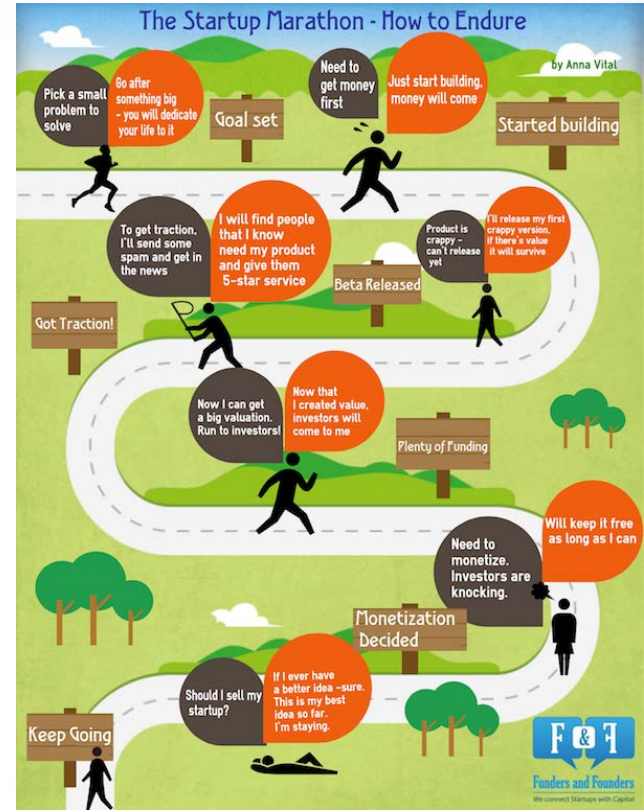 The Startup Marathon - How to Endure
by Anna Vital
Pick a small
problem to
solve
Go after
something big
- you will dedicate
your life to it
Goal set
Need to
get money
first
Just start building,
money will come
Started building
To get traction,
I'll send some
spam and get in
the news
I will find people
that I know
need my product
and give them
5-star service
Beta Released
Product is
crappy -
can't release
yet
I'll release my first
crappy version.
If there's value
it will survive
Got Traction!
Now I can get
a big valuation.
Run to investors!
Now that
I created value,
investors will
come to me
Plenty of Funding
Need to
monetize.
Investors are
knocking.
Will keep it free
as long as I can
Monetization
Decided
Should I sell my
startup?
If I ever have
a better idea -sure.
This is my best
idea so far.
I'm staying.
Keep Going
F & F
Funders and Founders
We connect Startups with Capital